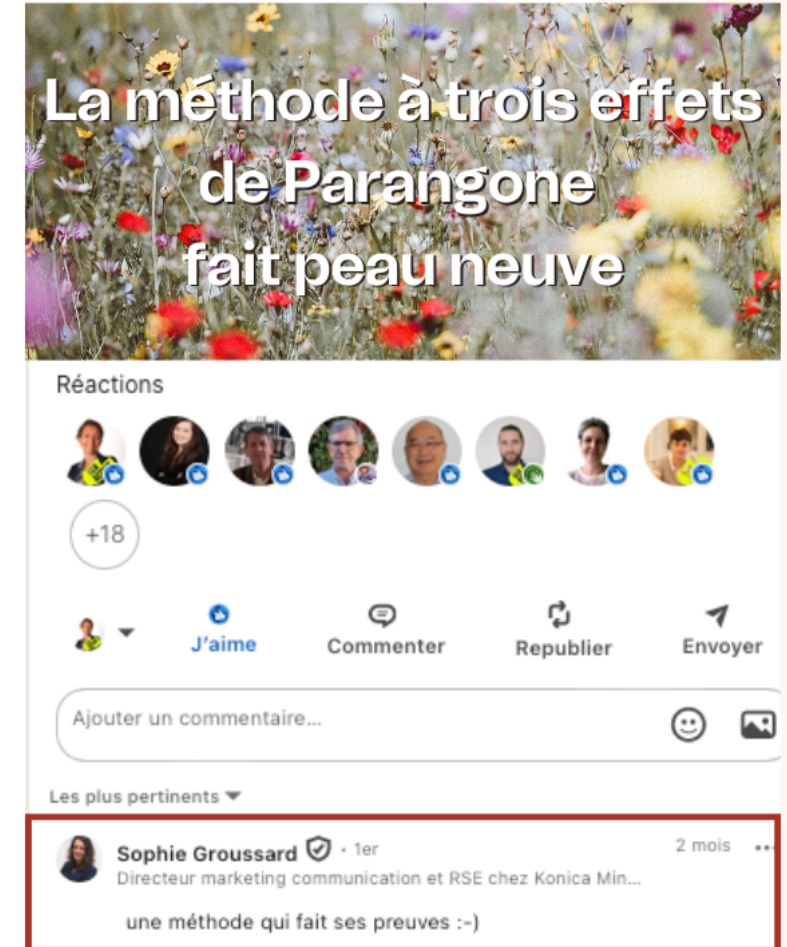 La méthode à trois effets
de Parangone
fait peau neuve
Réactions
+18
J'aime
Commenter
Republier
Envoyer
Ajouter un commentaire...
Les plus pertinents
Sophie Groussard · 1er
2 mois
Directeur marketing communication et RSE chez Konica Min...
une méthode qui fait ses preuves :-)